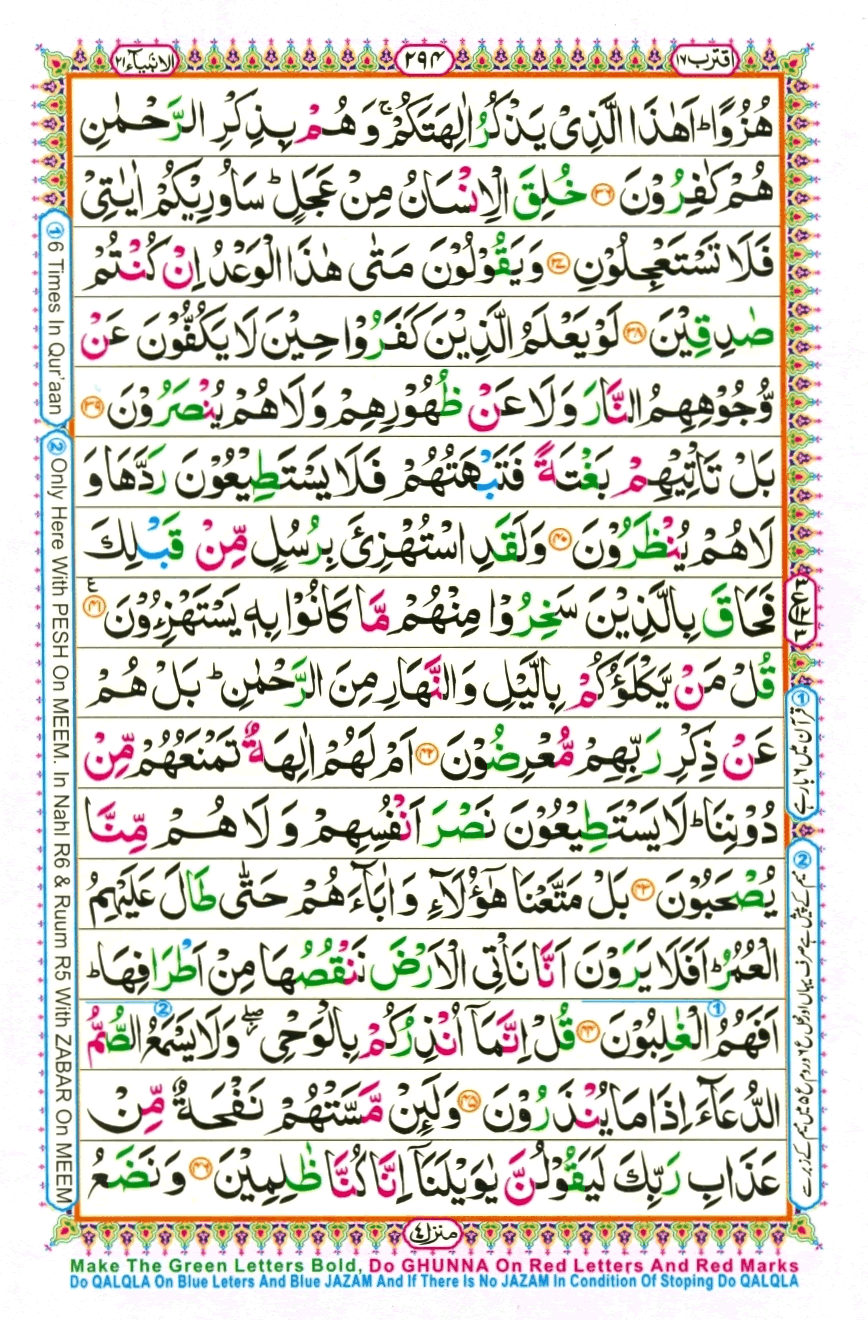 اقترب ١٧
٢٩٤
الانبیآء ٢١
هُزُوًا ؕ اَهٰذَا الَّذِیْ یَذْكُرُ اٰلِهَتَكُمْ ۚ وَ هُمْ بِذِكْرِ الرَّحْمٰنِ
هُمْ كٰفِرُوْنَ ﴿۳۶﴾ خُلِقَ الْاِنْسَانُ مِنْ عَجَلٍ ؕ سَاُورِیْكُمْ اٰیٰتِیْ
فَلَا تَسْتَعْجِلُوْنِ ﴿۳۷﴾ وَیَقُوْلُوْنَ مَتٰی هٰذَا الْوَعْدُ اِنْ كُنْتُمْ
صٰدِقِیْنَ ﴿۳۸﴾ لَوْ یَعْلَمُ الَّذِیْنَ كَفَرُوْا حِیْنَ لَا یَكُفُّوْنَ عَنْ
وُّجُوْهِهِمُ النَّارَ وَلَا عَنْ ظُهُوْرِهِمْ وَلَا هُمْ یُنْصَرُوْنَ ﴿۳۹﴾
بَلْ تَاْتِیْهِمْ بَغْتَةً فَتَبْهَتُهُمْ فَلَا یَسْتَطِیْعُوْنَ رَدَّهَا وَ
لَا هُمْ یُنْظَرُوْنَ ﴿۴۰﴾ وَلَقَدِ اسْتُهْزِئَ بِرُسُلٍ مِّنْ قَبْلِكَ
فَحَاقَ بِالَّذِیْنَ سَخِرُوْا مِنْهُمْ مَّا كَانُوْا بِهٖ یَسْتَهْزِءُوْنَ ﴿۴۱﴾
قُلْ مَنْ یَّكْلَؤُكُمْ بِالَّیْلِ وَالنَّهَارِ مِنَ الرَّحْمٰنِ ؕ بَلْ هُمْ
عَنْ ذِكْرِ رَبِّهِمْ مُّعْرِضُوْنَ ﴿۴۲﴾ اَمْ لَهُمْ اٰلِهَةٌ تَمْنَعُهُمْ مِّنْ
دُوْنِنَا ؕ لَا یَسْتَطِیْعُوْنَ نَصْرَ اَنْفُسِهِمْ وَ لَا هُمْ مِّنَّا
یُصْحَبُوْنَ ﴿۴۳﴾ بَلْ مَتَّعْنَا هٰۤؤُلَآءِ وَ اٰبَآءَهُمْ حَتّٰی طَالَ عَلَیْهِمُ
الْعُمُرُ ؕ اَفَلَا یَرَوْنَ اَنَّا نَاْتِی الْاَرْضَ نَنْقُصُهَا مِنْ اَطْرَافِهَا ؕ
اَفَهُمُ الْغٰلِبُوْنَ ﴿۴۴﴾ قُلْ اِنَّمَاۤ اُنْذِرُكُمْ بِالْوَحْیِ ۖ وَلَا یَسْمَعُ الصُّمُّ
الدُّعَآءَ اِذَا مَا یُنْذَرُوْنَ ﴿۴۵﴾ وَلَىِٕنْ مَّسَّتْهُمْ نَفْحَةٌ مِّنْ
عَذَابِ رَبِّكَ لَیَقُوْلُنَّ یٰوَیْلَنَاۤ اِنَّا كُنَّا ظٰلِمِیْنَ ﴿۴۶﴾ وَ نَضَعُ
① قرآن میں ۶ بار ہے
① 6 Times In Qur'aan
② Only Here With PESH On MEEM. In Nahl R6 & Ruum R5 With ZABAR On MEEM
منزل ٤
Make The Green Letters Bold, Do GHUNNA On Red Letters And Red Marks
Do QALQLA On Blue Leters And Blue JAZAM And If There Is No JAZAM In Condition Of Stoping Do QALQLA